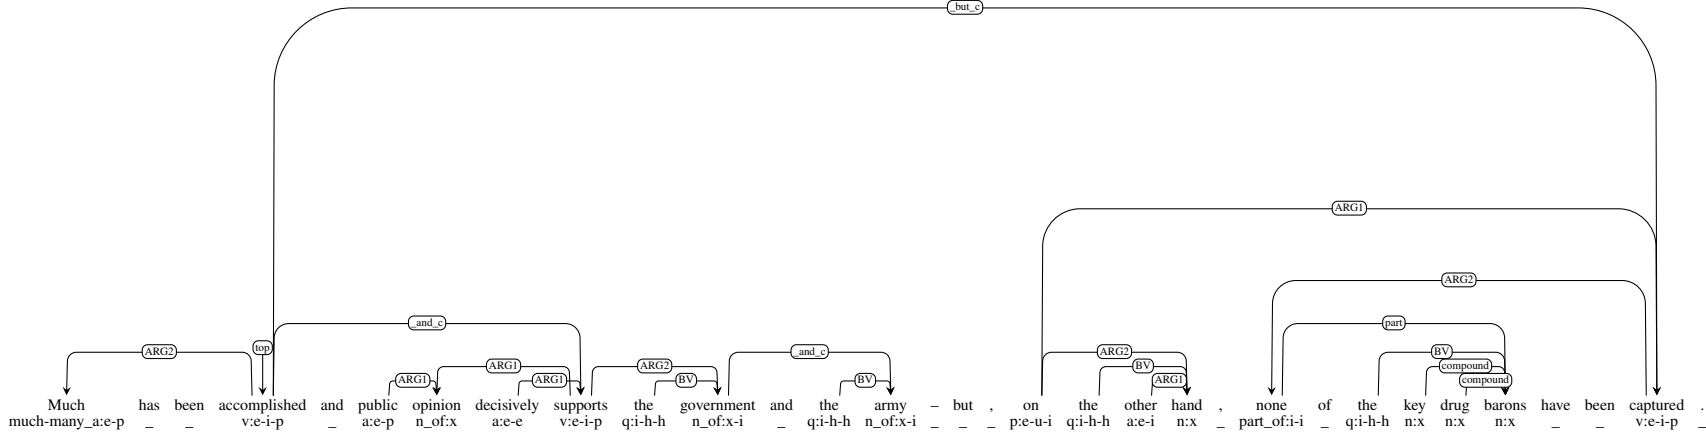 _but_c
ARG1
ARG2
_and_c part
top
ARG2 _and_c BV
ARG1 ARG2 compound
ARG1 ARG1 BV BV BV ARG1 compound
Much has been accomplished and public opinion decisively supports the government and the army – but , on the other hand , none of the key drug barons have been captured .
much-many_a:e-p _ _ v:e-i-p _ a:e-p n_of:x a:e-e v:e-i-p q:i-h-h n_of:x-i _ q:i-h-h n_of:x-i _ _ _ p:e-u-i q:i-h-h a:e-i n:x _ part_of:i-i _ q:i-h-h n:x n:x n:x _ _ v:e-i-p _